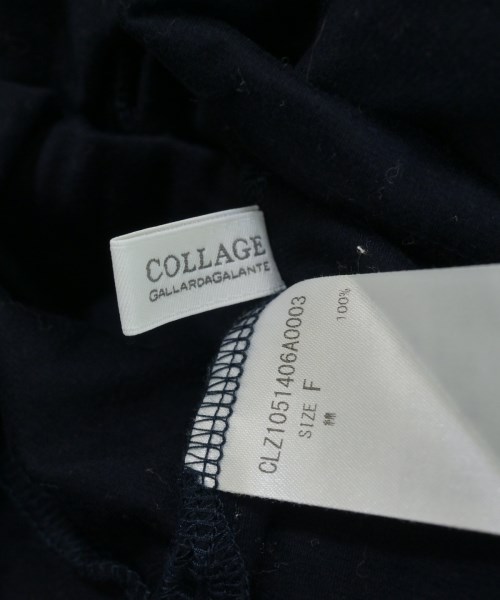 COLLAGE
GALLARDAGALANTE
CLZ1051406A0003
SIZE F
綿 100%